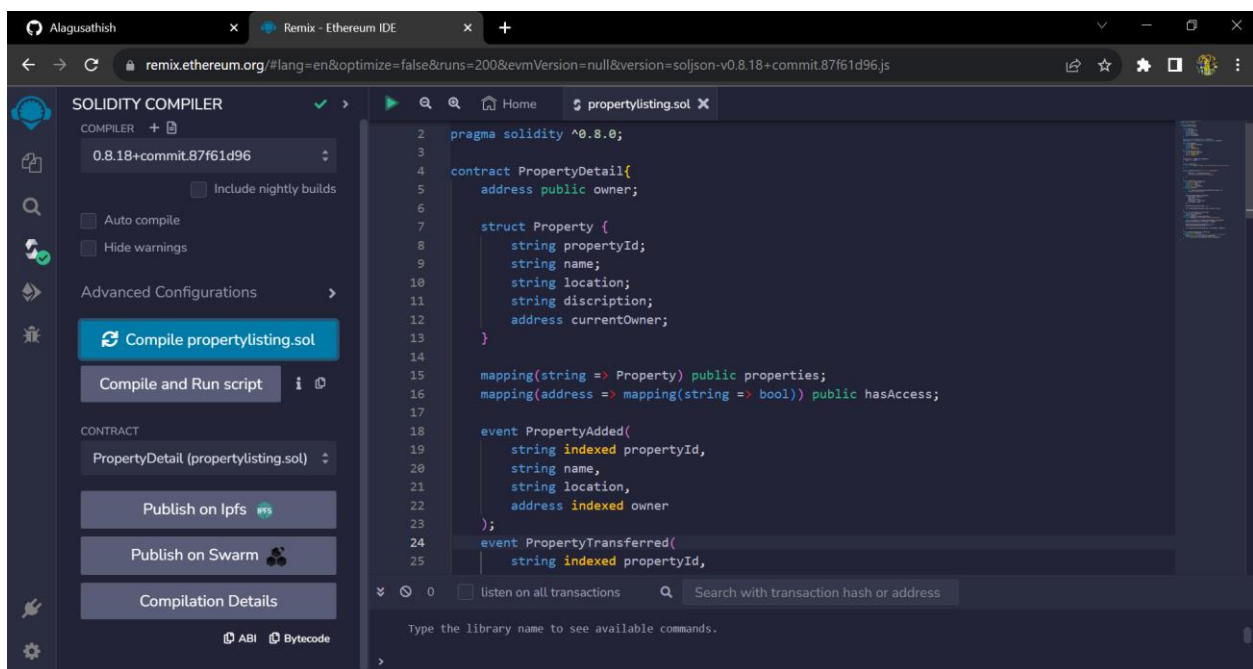 Alagusathish
Remix - Ethereum IDE
remix.ethereum.org/#lang=en&optimize=false&runs=200&evmVersion=null&version=soljson-v0.8.18+commit.87f61d96.js
SOLIDITY COMPILER
COMPILER
0.8.18+commit.87f61d96
Include nightly builds
Auto compile
Hide warnings
Advanced Configurations
Compile propertylisting.sol
Compile and Run script
CONTRACT
PropertyDetail (propertylisting.sol)
Publish on Ipfs IPFS
Publish on Swarm
Compilation Details
ABI Bytecode
Home propertylisting.sol
2 pragma solidity ^0.8.0;
3
4 contract PropertyDetail{
5 address public owner;
6
7 struct Property {
8 string propertyId;
9 string name;
10 string location;
11 string discription;
12 address currentOwner;
13 }
14
15 mapping(string => Property) public properties;
16 mapping(address => mapping(string => bool)) public hasAccess;
17
18 event PropertyAdded(
19 string indexed propertyId,
20 string name,
21 string location,
22 address indexed owner
23 );
24 event PropertyTransferred(
25 string indexed propertyId,
0 listen on all transactions Search with transaction hash or address
Type the library name to see available commands.
>